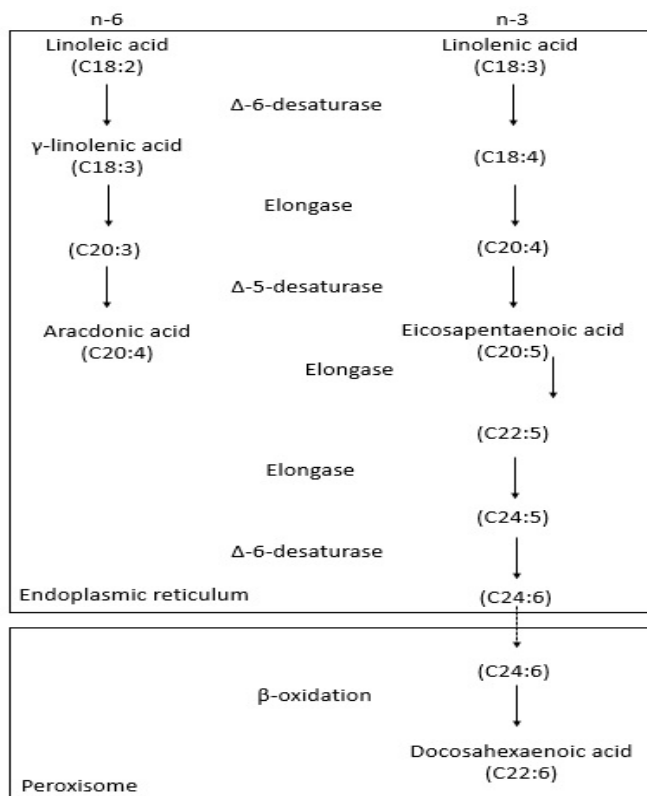 n-6 n-3
Linoleic acid Linolenic acid
(C18:2) (C18:3)
Δ-6-desaturase
γ-linolenic acid (C18:4)
(C18:3)
Elongase
(C20:3) (C20:4)
Δ-5-desaturase
Aracdonic acid Eicosapentaenoic acid
(C20:4) (C20:5)
Elongase
(C22:5)
Elongase
(C24:5)
Δ-6-desaturase
Endoplasmic reticulum (C24:6)
(C24:6)
β-oxidation
Docosahexaenoic acid
(C22:6)
Peroxisome